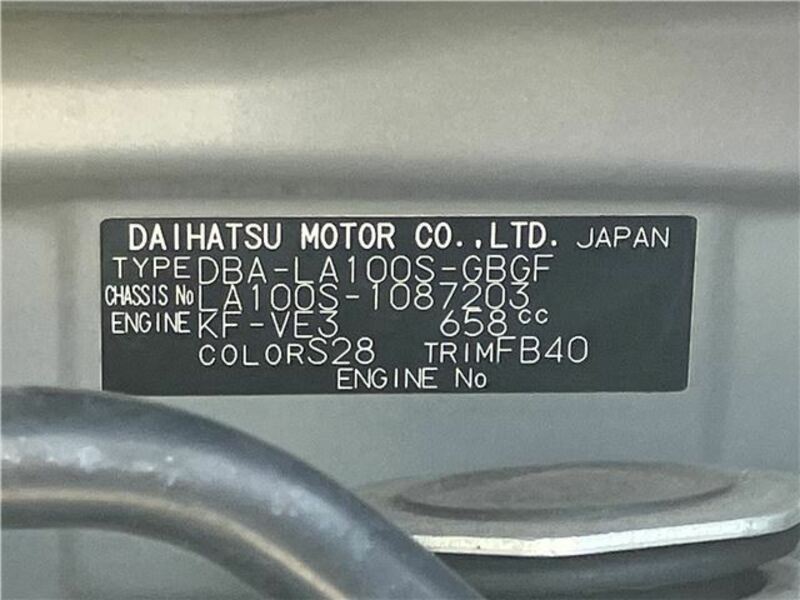 DAIHATSU MOTOR CO.,LTD. JAPAN
TYPE DBA-LA100S-GBGF
CHASSIS No LA100S-1087203
ENGINE KF-VE3 658cc
COLOR S28 TRIM FB40
ENGINE No